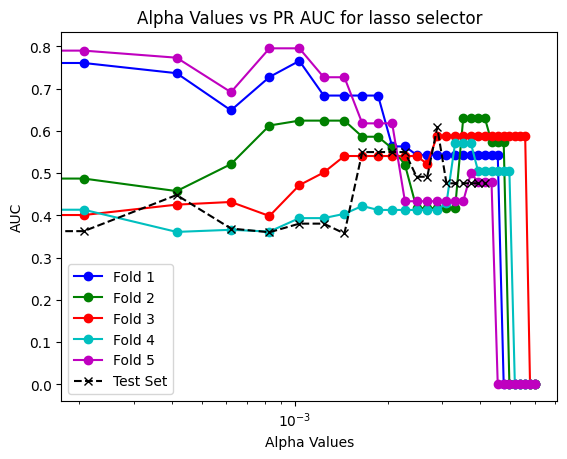 Alpha Values vs PR AUC for lasso selector
AUC
0.8
0.7
0.6
0.5
0.4
0.3
0.2
0.1
0.0
Fold 1
Fold 2
Fold 3
Fold 4
Fold 5
Test Set
10⁻³
Alpha Values